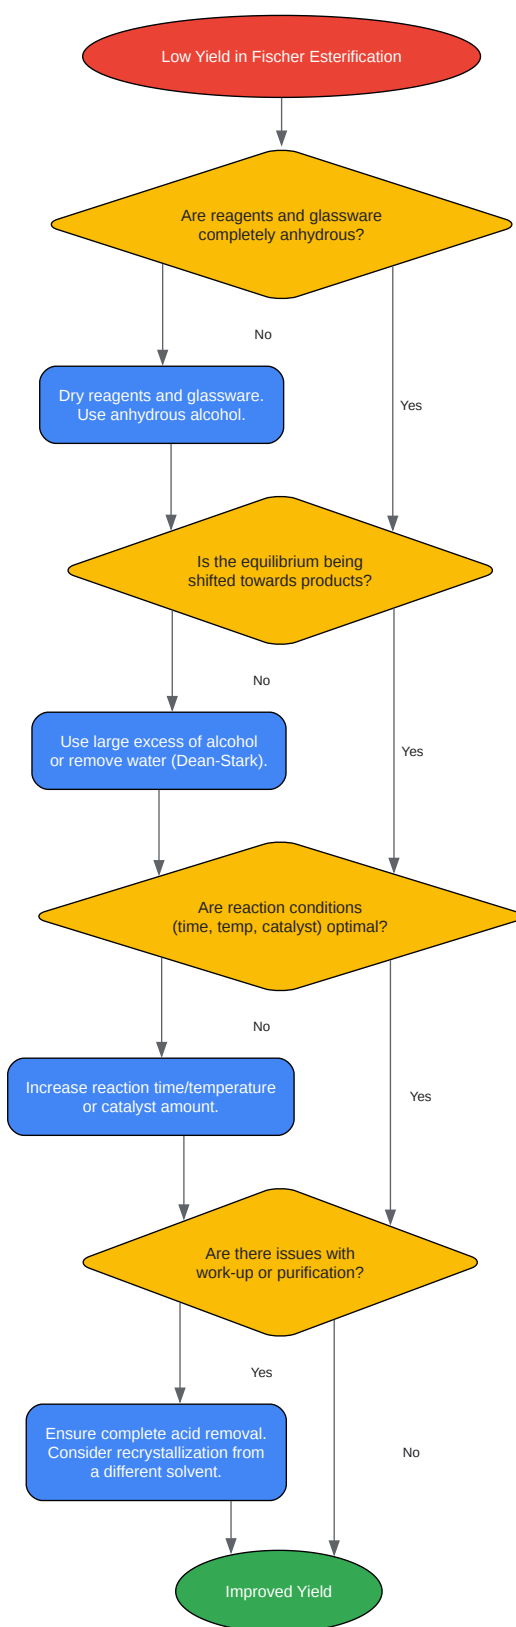 Low Yield in Fischer Esterification
Are reagents and glassware
completely anhydrous?
No
Dry reagents and glassware.
Use anhydrous alcohol.
Yes
Is the equilibrium being
shifted towards products?
No
Use large excess of alcohol
or remove water (Dean-Stark).
Yes
Are reaction conditions
(time, temp, catalyst) optimal?
No
Increase reaction time/temperature
or catalyst amount.
Yes
Are there issues with
work-up or purification?
Yes
Ensure complete acid removal.
Consider recrystallization from
a different solvent.
No
Improved Yield